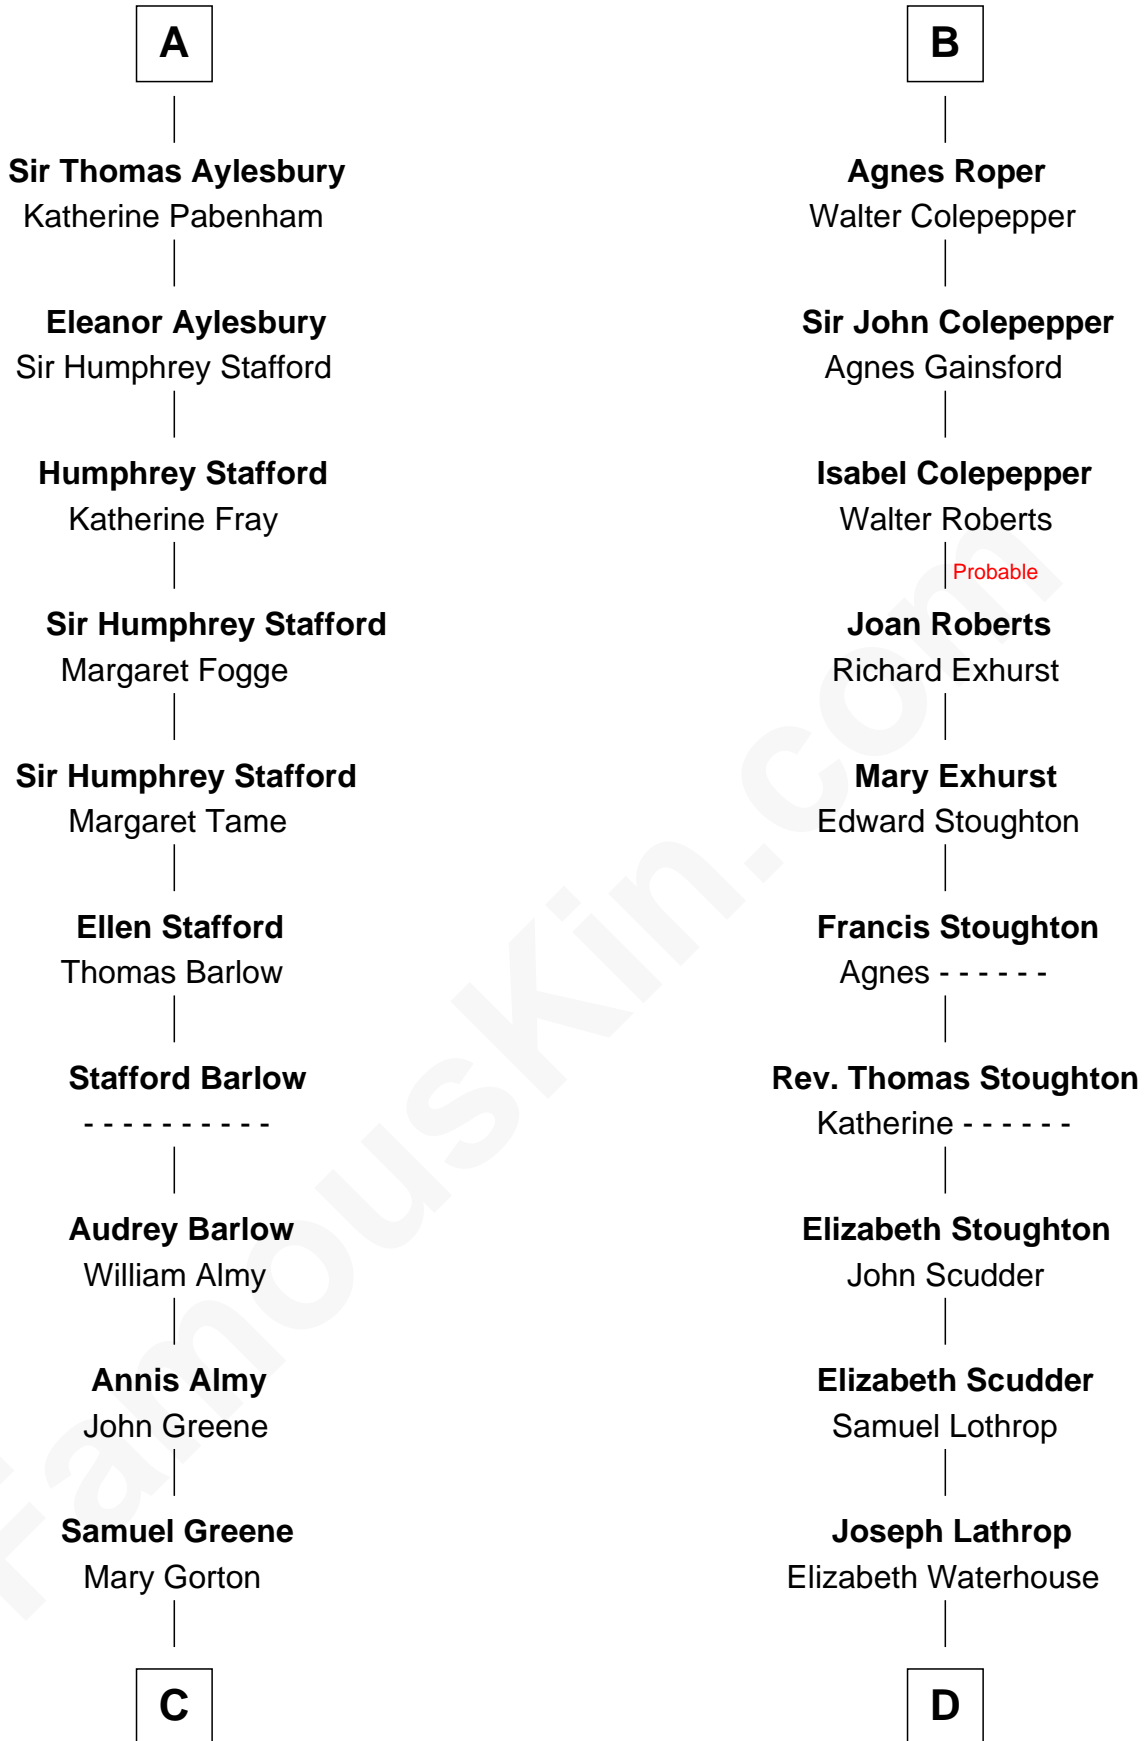 A
Sir Thomas Aylesbury
Katherine Pabenham
Eleanor Aylesbury
Sir Humphrey Stafford
Humphrey Stafford
Katherine Fray
Sir Humphrey Stafford
Margaret Fogge
Sir Humphrey Stafford
Margaret Tame
Ellen Stafford
Thomas Barlow
Stafford Barlow
- - - - - - - - - -
Audrey Barlow
William Almy
Annis Almy
John Greene
Samuel Greene
Mary Gorton
C
B
Agnes Roper
Walter Colepepper
Sir John Colepepper
Agnes Gainsford
Isabel Colepepper
Walter Roberts
Probable
Joan Roberts
Richard Exhurst
Mary Exhurst
Edward Stoughton
Francis Stoughton
Agnes - - - - - -
Rev. Thomas Stoughton
Katherine - - - - - -
Elizabeth Stoughton
John Scudder
Elizabeth Scudder
Samuel Lothrop
Joseph Lathrop
Elizabeth Waterhouse
D
FamousKin.com